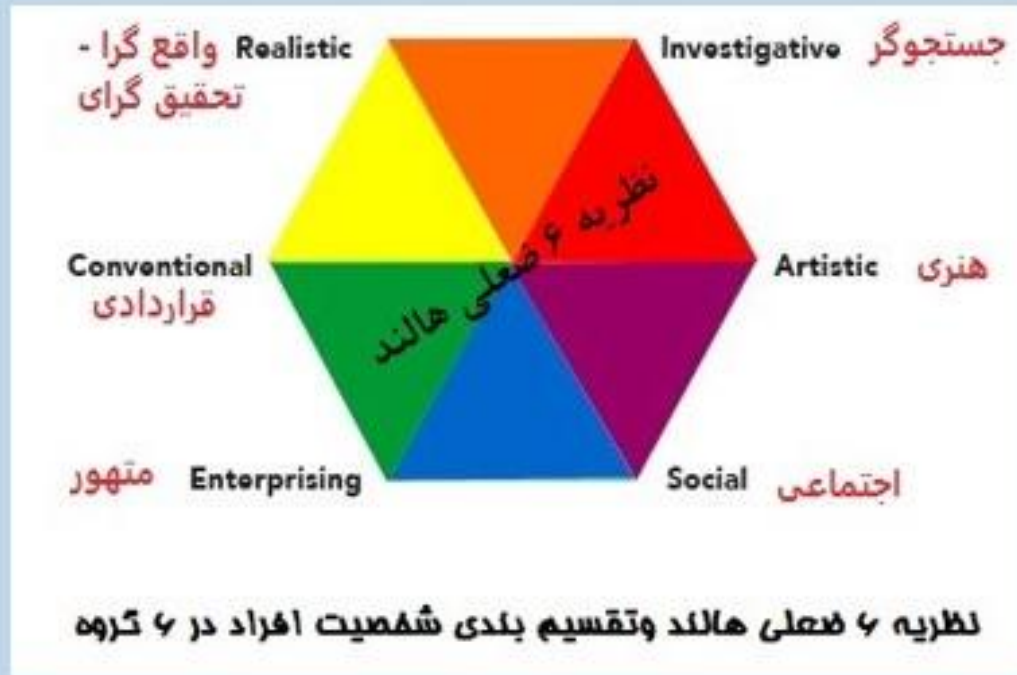 واقع گرا - Realistic
تحقیق گرای
Investigative جستجوگر
نظریه ۶ ضعلی هالند
Conventional
قراردادی
Artistic هنری
متهور Enterprising
Social اجتماعی
نظریه ۶ ضعلی هالند وتقسیم بندی شخصیت افراد در ۶ گروه